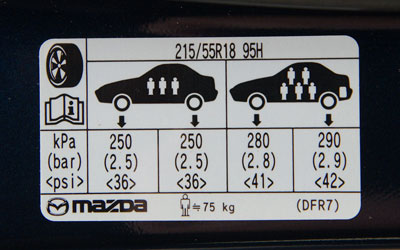 215/55R18 95H
kPa 250 250 280 290
(bar) (2.5) (2.5) (2.8) (2.9)
<psi> <36> <36> <41> <42>
mazda ≒75 kg (DFR7)